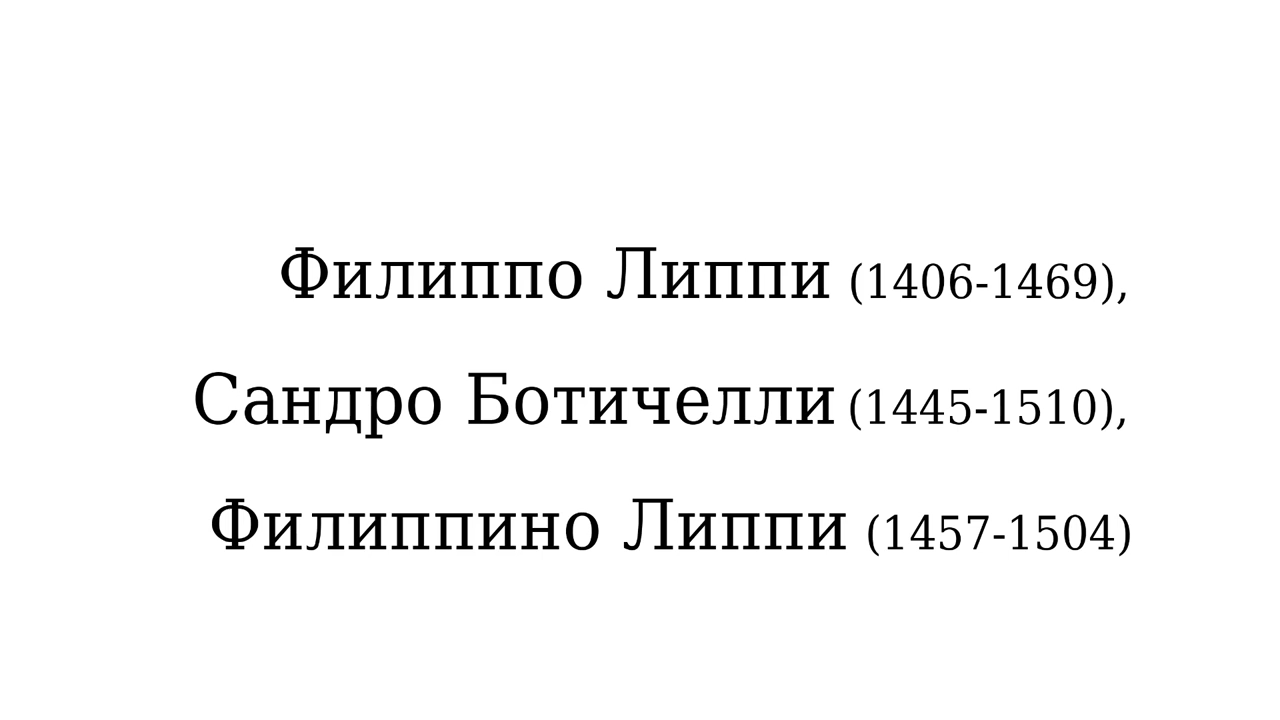 Филиппо Липпи (1406-1469),
Сандро Ботичелли (1445-1510),
Филиппино Липпи (1457-1504)